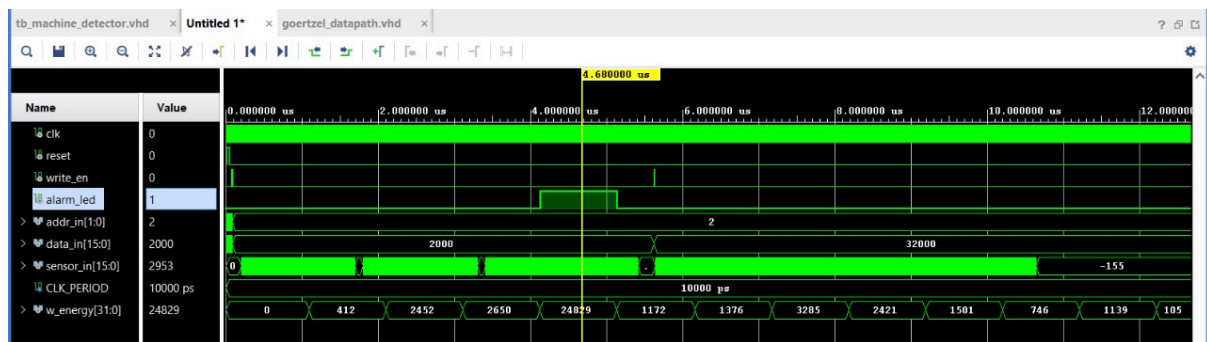 tb_machine_detector.vhd × Untitled 1* × goertzel_datapath.vhd × ?
4.680000 us
Name Value 0.000000 us 2.000000 us 4.000000 us 6.000000 us 8.000000 us 10.000000 us 12.000000
clk 0
reset 0
write_en 0
alarm_led 1
addr_in[1:0] 2 2
data_in[15:0] 2000 2000 32000
sensor_in[15:0] 2953 0 . -155
CLK_PERIOD 10000 ps 10000 ps
w_energy[31:0] 24829 0 412 2452 2650 24829 1172 1376 3285 2421 1501 746 1139 105